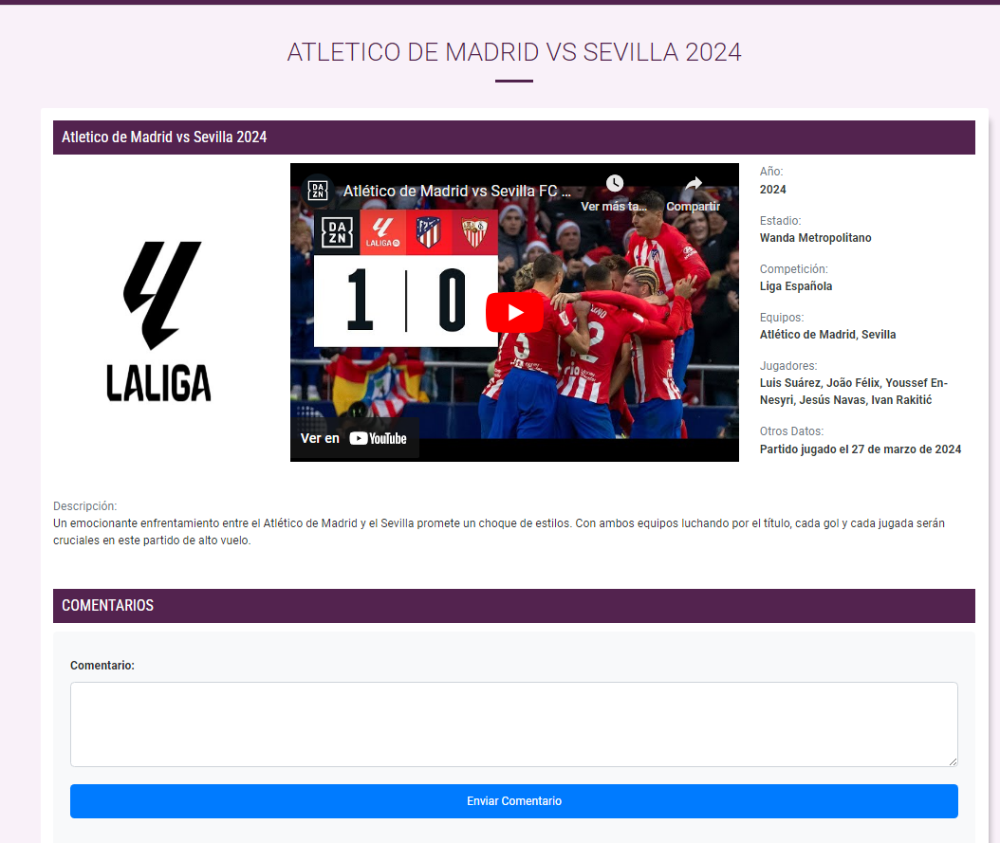 ATLETICO DE MADRID VS SEVILLA 2024
Atletico de Madrid vs Sevilla 2024
LALIGA
DAZN
Atlético de Madrid vs Sevilla FC ...
Ver más ta...
Compartir
DAZN
LALIGA
1 | 0
3
2
Ver en YouTube
Año:
2024
Estadio:
Wanda Metropolitano
Competición:
Liga Española
Equipos:
Atlético de Madrid, Sevilla
Jugadores:
Luis Suárez, João Félix, Youssef En-
Nesyri, Jesús Navas, Ivan Rakitić
Otros Datos:
Partido jugado el 27 de marzo de 2024
Descripción:
Un emocionante enfrentamiento entre el Atlético de Madrid y el Sevilla promete un choque de estilos. Con ambos equipos luchando por el título, cada gol y cada jugada serán
cruciales en este partido de alto vuelo.
COMENTARIOS
Comentario:
Enviar Comentario